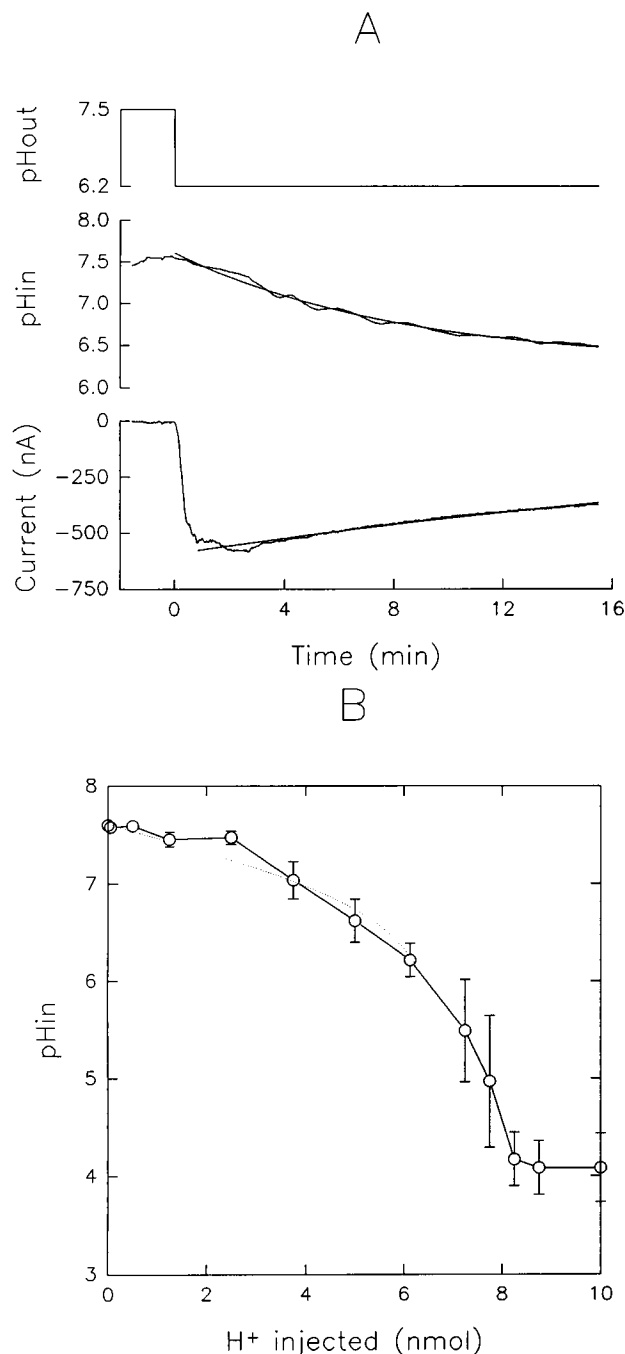 A
pHout
7.5
6.2
pHin
8.0
7.5
7.0
6.5
6.0
Current (nA)
0
−250
−500
−750
0 4 8 12 16
Time (min)
B
pHin
8
7
6
5
4
3
0 2 4 6 8 10
H⁺ injected (nmol)